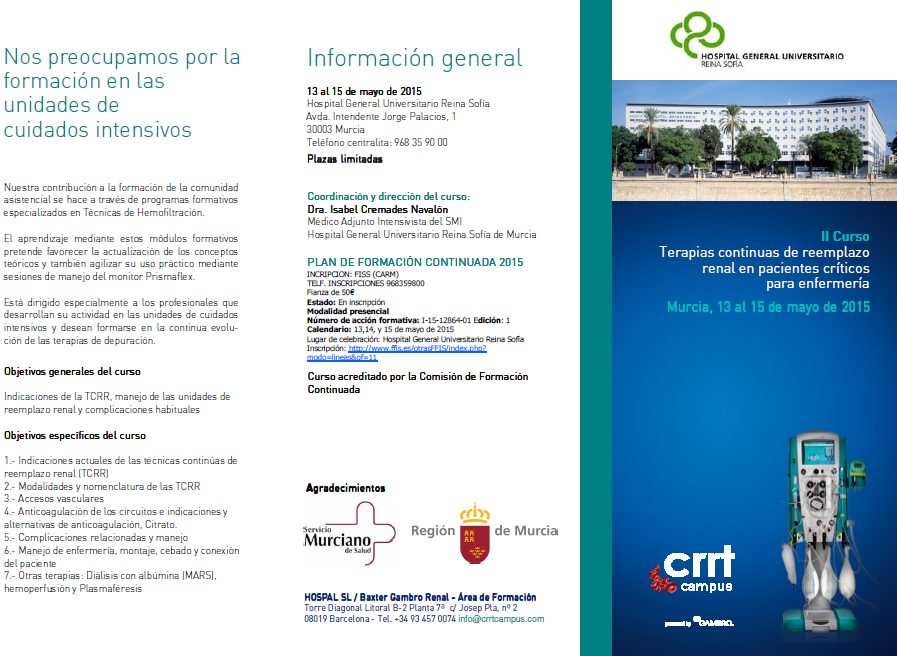 Nos preocupamos por la
formación en las
unidades de
cuidados intensivos
Nuestra contribución a la formación de la comunidad
asistencial se hace a través de programas formativos
especializados en Técnicas de Hemofiltración.
El aprendizaje mediante estos módulos formativos
pretende favorecer la actualización de los conceptos
teóricos y también agilizar su uso práctico mediante
sesiones de manejo del monitor Prismaflex.
Está dirigido especialmente a los profesionales que
desarrollan su actividad en las unidades de cuidados
intensivos y desean formarse en la continua evolu-
ción de las terapias de depuración.
Objetivos generales del curso
Indicaciones de la TCRR, manejo de las unidades de
reemplazo renal y complicaciones habituales
Objetivos específicos del curso
1.- Indicaciones actuales de las técnicas continúas de
reemplazo renal (TCRR)
2.- Modalidades y nomenclatura de las TCRR
3.- Accesos vasculares
4.- Anticoagulación de los circuitos e indicaciones y
alternativas de anticoagulación, Citrato.
5.- Complicaciones relacionadas y manejo
6.- Manejo de enfermería, montaje, cebado y conexión
del paciente
7.- Otras terapias: Diálisis con albúmina (MARS),
hemoperfusión y Plasmaféresis
Información general
13 al 15 de mayo de 2015
Hospital General Universitario Reina Sofía
Avda. Intendente Jorge Palacios, 1
30003 Murcia
Teléfono centralita: 968 35 90 00
Plazas limitadas
Coordinación y dirección del curso:
Dra. Isabel Cremades Navalón
Médico Adjunto Intensivista del SMI
Hospital General Universitario Reina Sofía de Murcia
PLAN DE FORMACIÓN CONTINUADA 2015
INCRIPCION: FISS (CARM)
TELF. INSCRIPCIONES 968359800
Fianza de 50€
Estado: En inscripción
Modalidad presencial
Número de acción formativa: I-15-12864-01 Edición: 1
Calendario: 13,14, y 15 de mayo de 2015
Lugar de celebración: Hospital General Universitario Reina Sofía
Inscripción: http://www.ffis.es/otrasFFIS/index.php?
modo=lineas&of=11
Curso acreditado por la Comisión de Formación
Continuada
Agradecimientos
Servicio
Murciano
de Salud
Región de Murcia
HOSPAL SL / Baxter Gambro Renal - Área de Formación
Torre Diagonal Litoral B-2 Planta 7ª c/ Josep Pla, nº 2
08019 Barcelona - Tel. +34 93 457 0074 info@crrtcampus.com
HOSPITAL GENERAL UNIVERSITARIO
REINA SOFÍA
II Curso
Terapias continuas de reemplazo
renal en pacientes críticos
para enfermería
Murcia, 13 al 15 de mayo de 2015
crrt
campus
powered by GAMBRO.